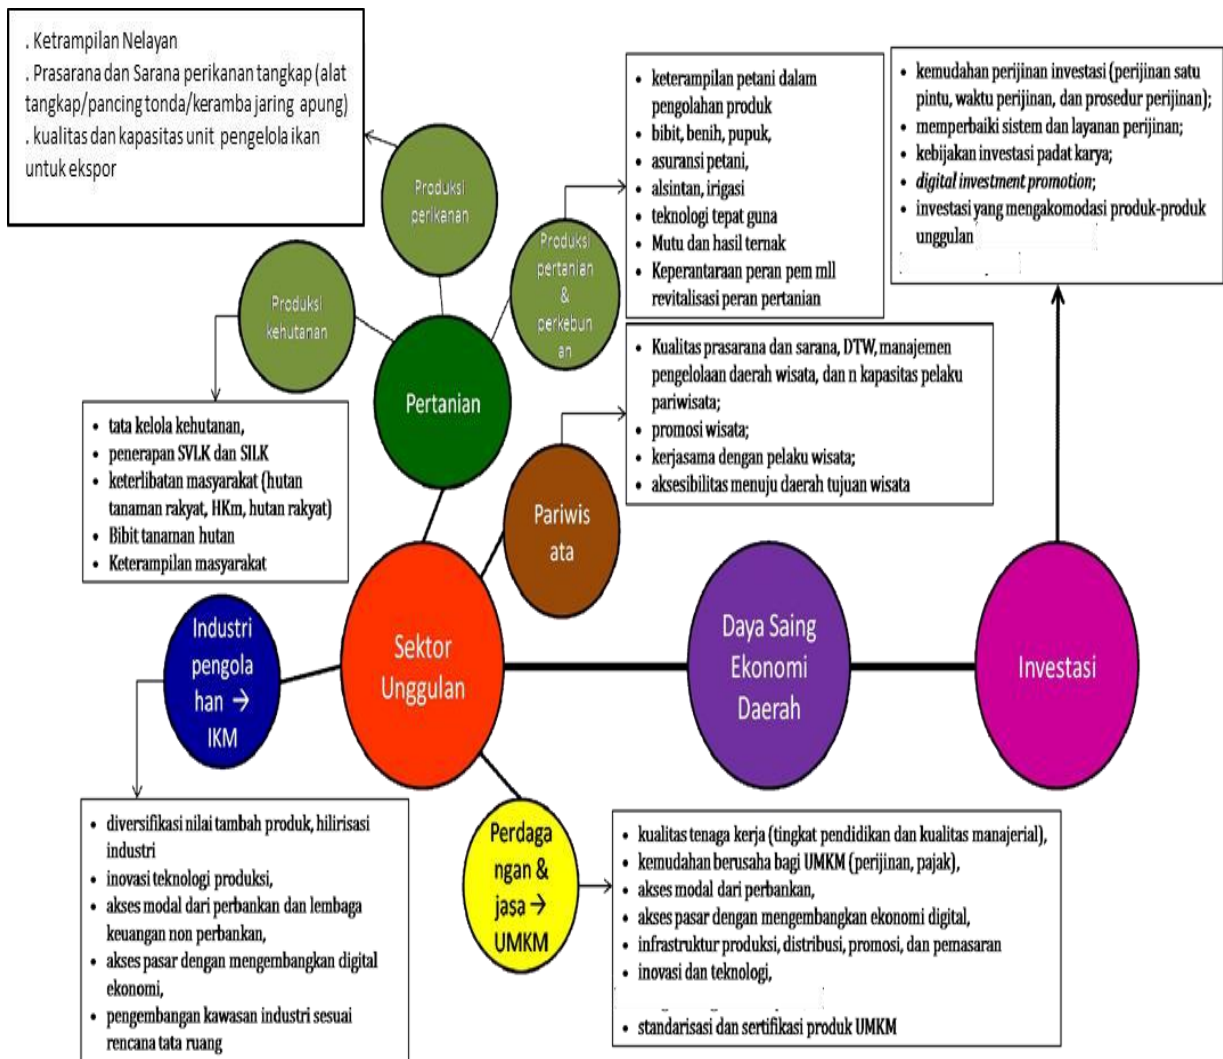 . Ketrampilan Nelayan
. Prasarana dan Sarana perikanan tangkap (alat
tangkap/pancing tonda/keramba jaring apung)
. kualitas dan kapasitas unit pengelola ikan
untuk ekspor
Produksi
perikanan
Produksi
pertanian
&
perkebun
an
Produksi
kehutanan
Pertanian
• keterampilan petani dalam
pengolahan produk
• bibit, benih, pupuk,
• asuransi petani,
• alsintan, irigasi
• teknologi tepat guna
• Mutu dan hasil ternak
• Keperantaraan peran pem mll
revitalisasi peran pertanian
• kemudahan perijinan investasi (perijinan satu
pintu, waktu perijinan, dan prosedur perijinan);
• memperbaiki sistem dan layanan perijinan;
• kebijakan investasi padat karya;
• digital investment promotion;
• investasi yang mengakomodasi produk-produk
unggulan
• tata kelola kehutanan,
• penerapan SVLK dan SILK
• keterlibatan masyarakat (hutan
tanaman rakyat, HKm, hutan rakyat)
• Bibit tanaman hutan
• Keterampilan masyarakat
• Kualitas prasarana dan sarana, DTW, manajemen
pengelolaan daerah wisata, dan n kapasitas pelaku
pariwisata;
• promosi wisata;
• kerjasama dengan pelaku wisata;
• aksesibilitas menuju daerah tujuan wisata
Pariwis
ata
Industri
pengola
han →
IKM
Sektor
Unggulan
Daya Saing
Ekonomi
Daerah
Investasi
• diversifikasi nilai tambah produk, hilirisasi
industri
• inovasi teknologi produksi,
• akses modal dari perbankan dan lembaga
keuangan non perbankan,
• akses pasar dengan mengembangkan digital
ekonomi,
• pengembangan kawasan industri sesuai
rencana tata ruang
Perdaga
ngan &
jasa →
UMKM
• kualitas tenaga kerja (tingkat pendidikan dan kualitas manajerial),
• kemudahan berusaha bagi UMKM (perijinan, pajak),
• akses modal dari perbankan,
• akses pasar dengan mengembangkan ekonomi digital,
• infrastruktur produksi, distribusi, promosi, dan pemasaran
• inovasi dan teknologi,
• standarisasi dan sertifikasi produk UMKM